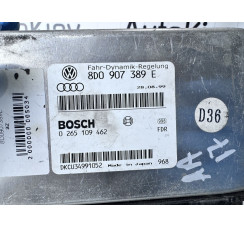 Fahr-Dynamik-Regelung
8D0 907 389 E
28.08.99
BOSCH
0 265 109 462
FDR
DKCU34991052 Made in Japan 968
D36